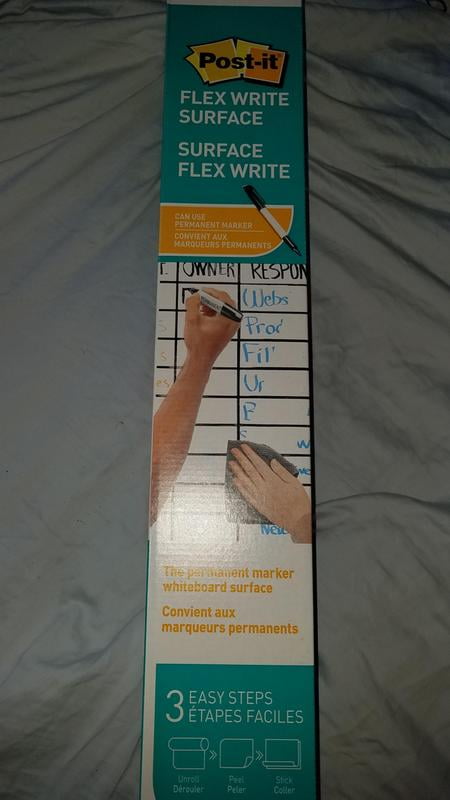 Post-it
FLEX WRITE
SURFACE
SURFACE
FLEX WRITE
CAN USE
PERMANENT MARKER
CONVIENT AUX
MARQUEURS PERMANENTS
OWNER RESPON
Webs
Prod
Fil
Ur
The permanent marker
whiteboard surface
Convient aux
marqueurs permanents
3 EASY STEPS
ÉTAPES FACILES
Unroll Peel Stick
Dérouler Peler Coller